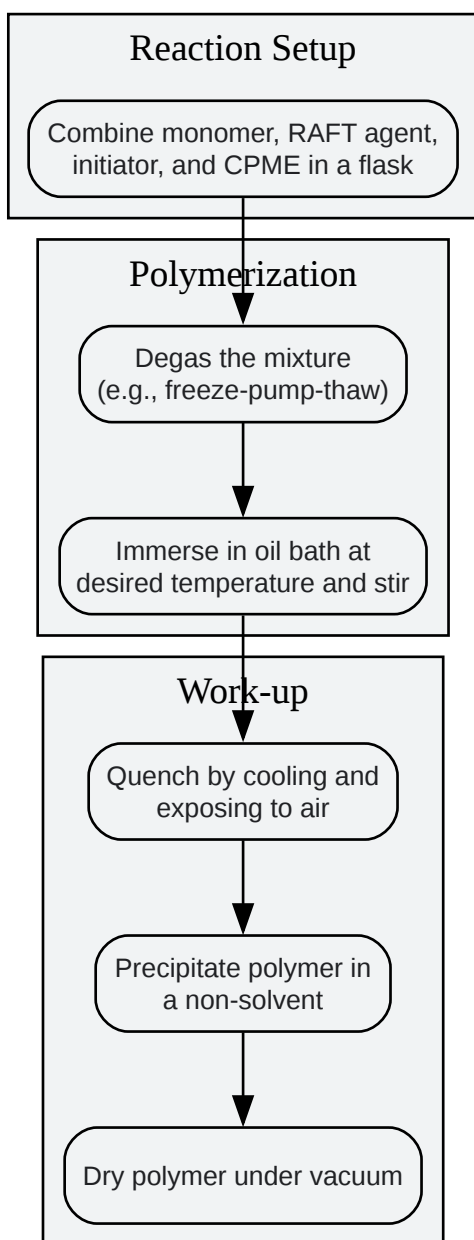 Reaction Setup
Combine monomer, RAFT agent,
initiator, and CPME in a flask
Polymerization
Degas the mixture
(e.g., freeze-pump-thaw)
Immerse in oil bath at
desired temperature and stir
Work-up
Quench by cooling and
exposing to air
Precipitate polymer in
a non-solvent
Dry polymer under vacuum